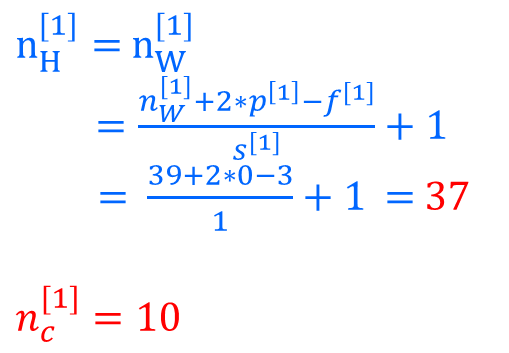 n_H^[1] = n_W^[1]
= (n_W^[1]+2*p^[1]−f^[1])/s^[1] + 1
= (39+2*0−3)/1 + 1 = 37
n_c^[1] = 10